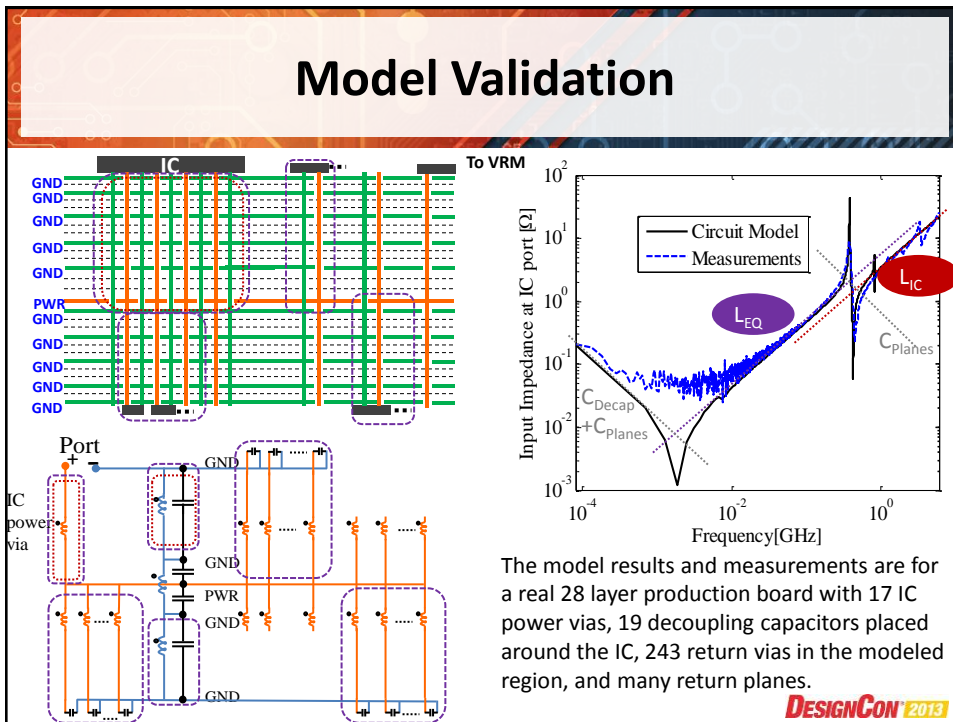 Model Validation
IC
To VRM
GND
GND
GND
GND
GND
PWR
GND
GND
GND
GND
GND
Port
+ -
IC
power
via
GND
GND
PWR
GND
GND
Input Impedance at IC port [Ω]
10^2
10^1
10^0
10^-1
10^-2
10^-3
10^-4
10^-2
10^0
Frequency[GHz]
Circuit Model
Measurements
L_EQ
L_IC
C_Planes
C_Decap
+C_Planes
The model results and measurements are for
a real 28 layer production board with 17 IC
power vias, 19 decoupling capacitors placed
around the IC, 243 return vias in the modeled
region, and many return planes.
DESIGNCON® 2013